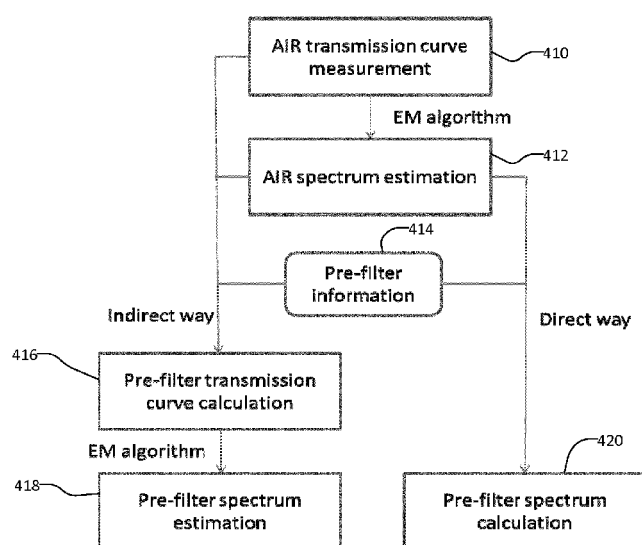 AIR transmission curve
measurement
410
EM algorithm
412
AIR spectrum estimation
414
Pre-filter
information
Indirect way
Direct way
416
Pre-filter transmission
curve calculation
EM algorithm
420
418
Pre-filter spectrum
estimation
Pre-filter spectrum
calculation